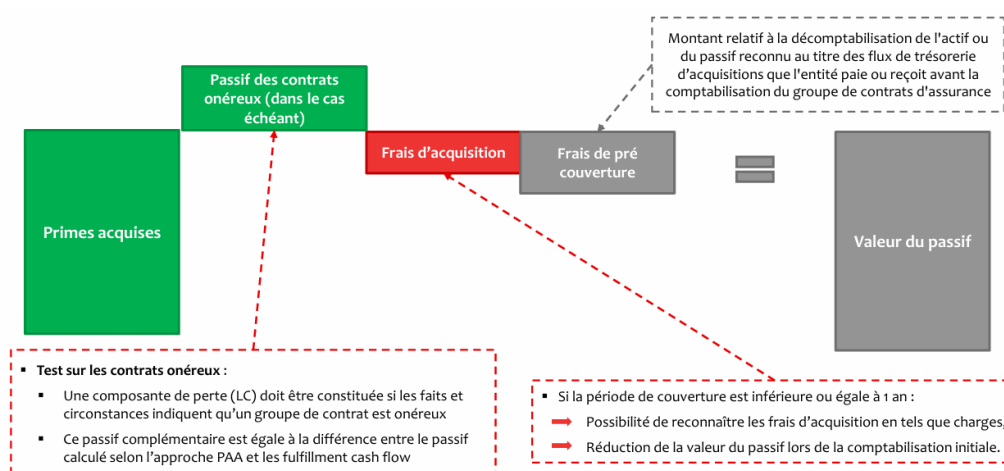 Montant relatif à la décomptabilisation de l'actif ou
du passif reconnu au titre des flux de trésorerie
d'acquisitions que l'entité paie ou reçoit avant la
comptabilisation du groupe de contrats d'assurance
Passif des contrats
onéreux (dans le cas
échéant)
Frais d'acquisition
Frais de pré
couverture
Primes acquises
Valeur du passif
▪ Test sur les contrats onéreux :
▪ Une composante de perte (LC) doit être constituée si les faits et
circonstances indiquent qu'un groupe de contrat est onéreux
▪ Ce passif complémentaire est égale à la différence entre le passif
calculé selon l'approche PAA et les fulfillment cash flow
▪ Si la période de couverture est inférieure ou égale à 1 an :
Possibilité de reconnaître les frais d'acquisition en tels que charges,
Réduction de la valeur du passif lors de la comptabilisation initiale.